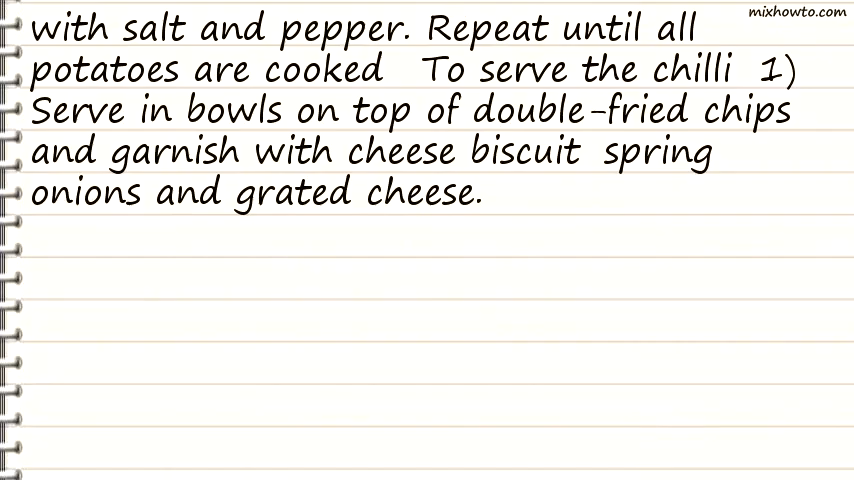 mixhowto.com
with salt and pepper. Repeat until all
potatoes are cooked   To serve the chilli  1)
Serve in bowls on top of double-fried chips
and garnish with cheese biscuit  spring
onions and grated cheese.